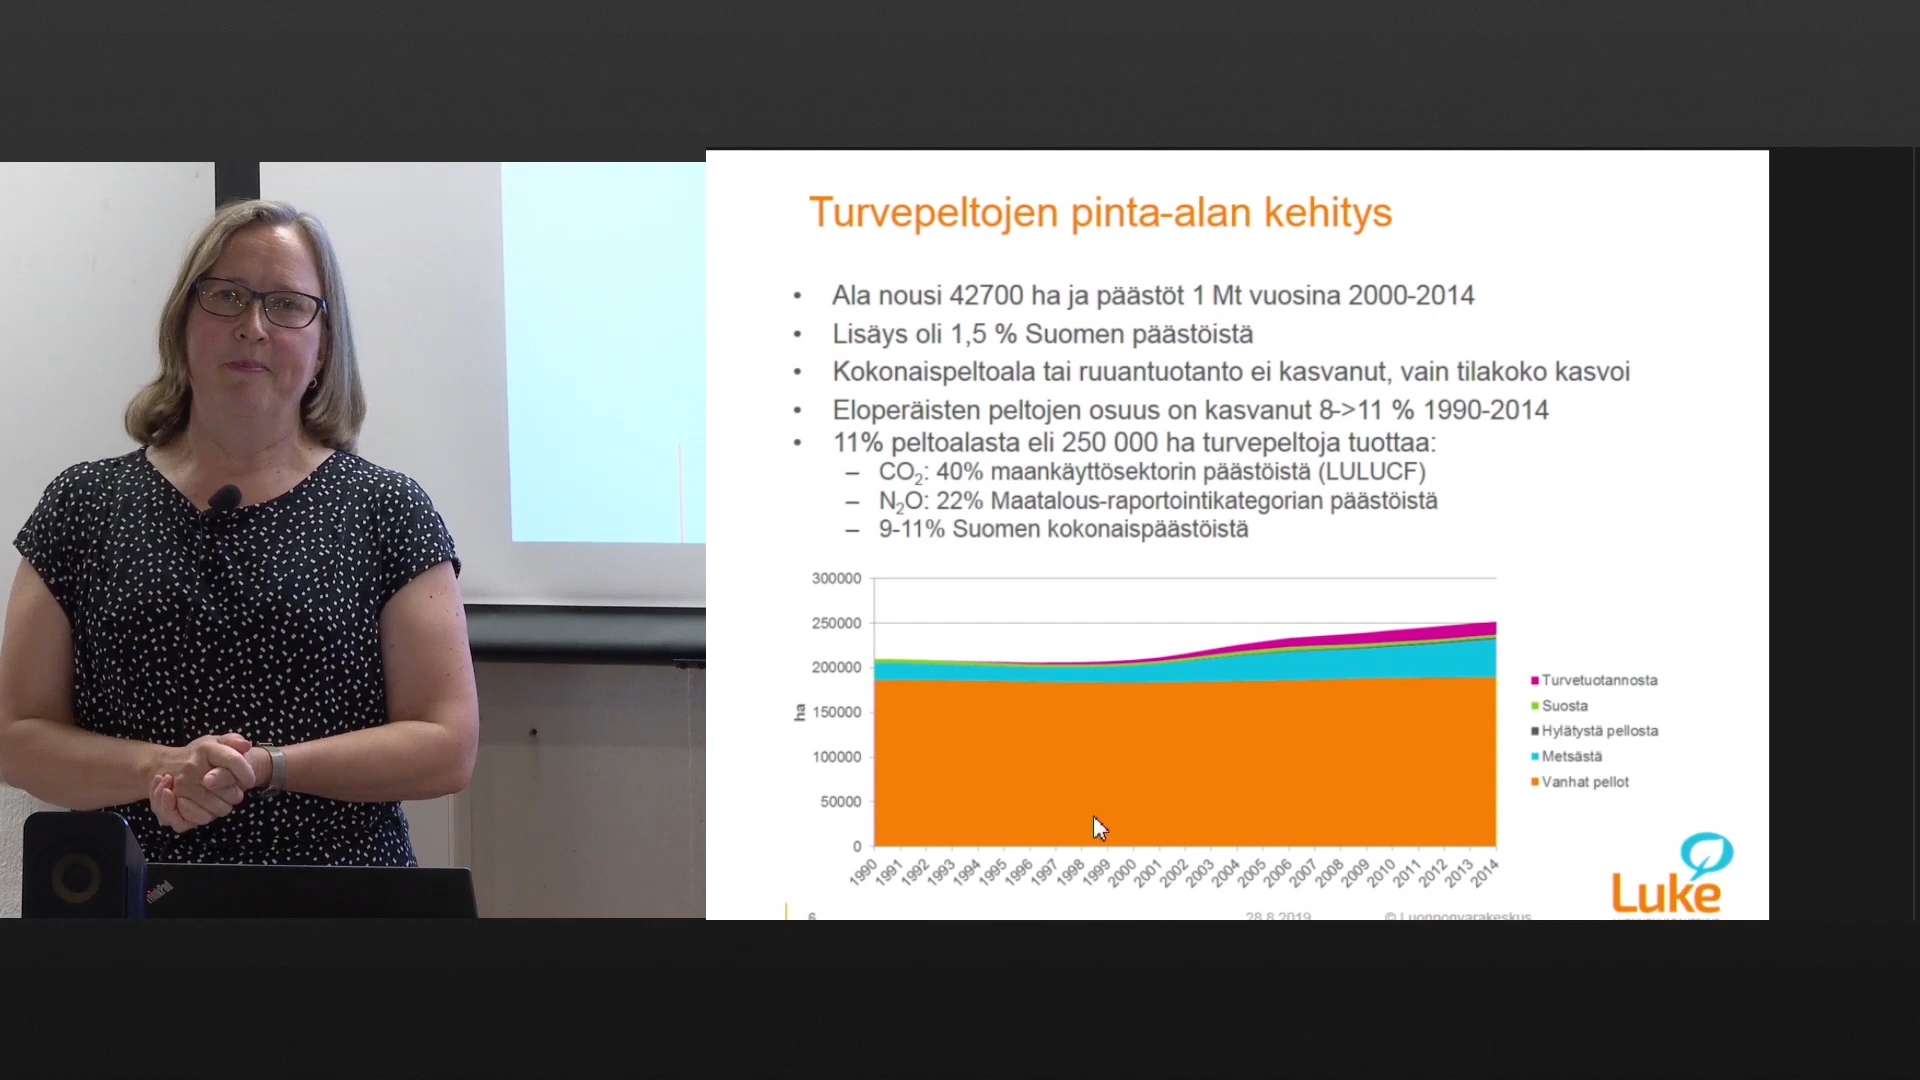 Turvepeltojen pinta-alan kehitys
• Ala nousi 42700 ha ja päästöt 1 Mt vuosina 2000-2014
• Lisäys oli 1,5 % Suomen päästöistä
• Kokonaispeltoala tai ruuantuotanto ei kasvanut, vain tilakoko kasvoi
• Eloperäisten peltojen osuus on kasvanut 8->11 % 1990-2014
• 11% peltoalasta eli 250 000 ha turvepeltoja tuottaa:
– CO₂: 40% maankäyttösektorin päästöistä (LULUCF)
– N₂O: 22% Maatalous-raportointikategorian päästöistä
– 9-11% Suomen kokonaispäästöistä
300000
250000
200000
150000
100000
50000
0
ha
1990 1991 1992 1993 1994 1995 1996 1997 1998 1999 2000 2001 2002 2003 2004 2005 2006 2007 2008 2009 2010 2011 2012 2013 2014
Turvetuotannosta
Suosta
Hylätystä pellosta
Metsästä
Vanhat pellot
Luke
6
28.8.2019
© Luonnonvarakeskus
ThinkPad